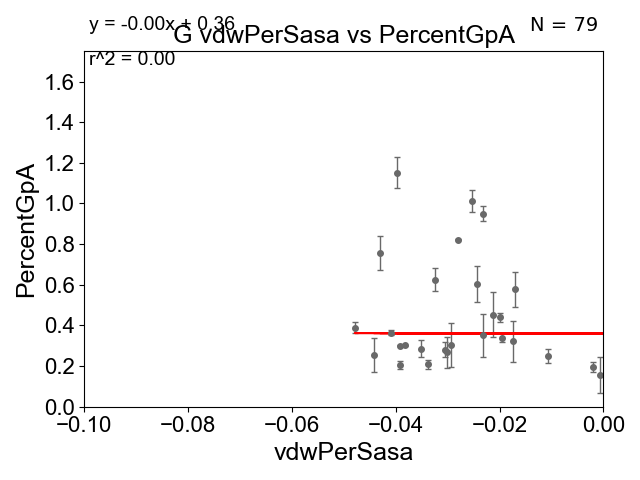 y = -0.00x + 0.36
N = 79
G vdwPerSasa vs PercentGpA
r^2 = 0.00
PercentGpA
1.6
1.4
1.2
1.0
0.8
0.6
0.4
0.2
0.0
−0.10 −0.08 −0.06 −0.04 −0.02 0.00
vdwPerSasa